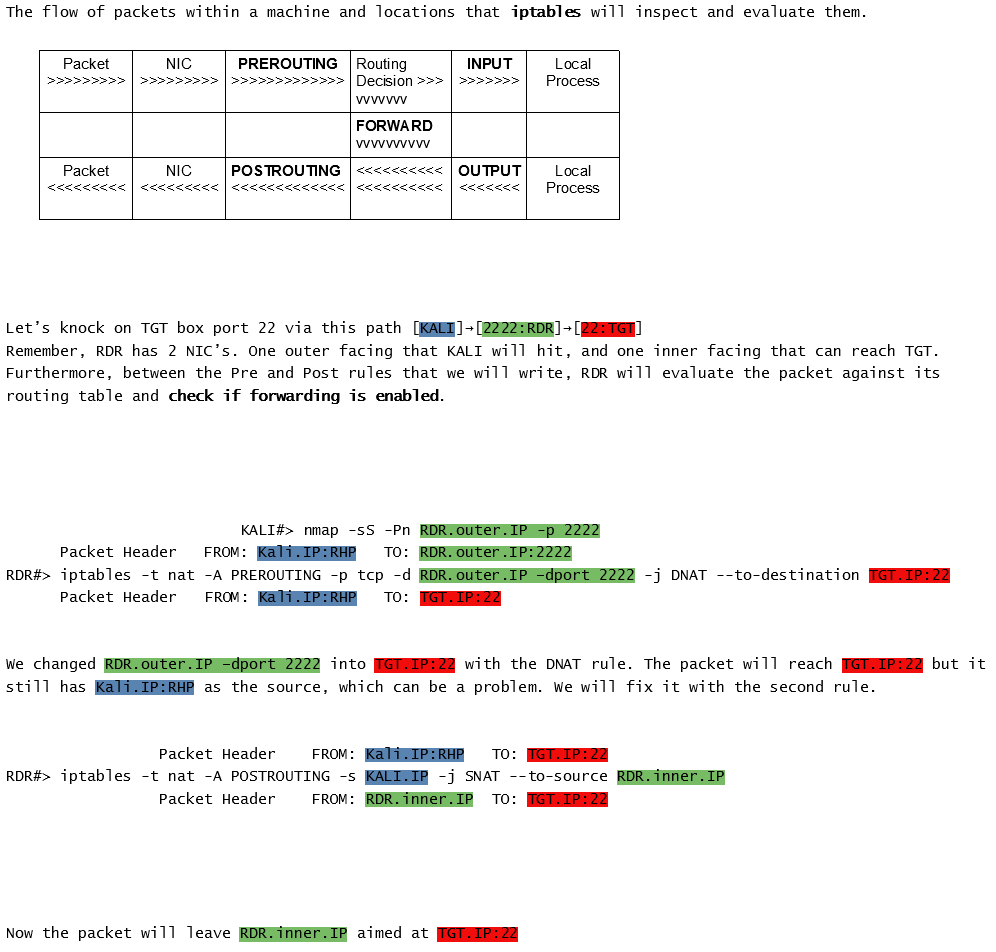 The flow of packets within a machine and locations that iptables will inspect and evaluate them.
Packet NIC PREROUTING Routing INPUT Local
>>>>>>>>> >>>>>>>>> >>>>>>>>>>>>> Decision >>> >>>>>>> Process
vvvvvvv
FORWARD
vvvvvvvvvv
Packet NIC POSTROUTING <<<<<<<<<< OUTPUT Local
<<<<<<<<< <<<<<<<<< <<<<<<<<<<<<< <<<<<<<<<< <<<<<<< Process
Let’s knock on TGT box port 22 via this path [KALI]→[2222:RDR]→[22:TGT]
Remember, RDR has 2 NIC’s. One outer facing that KALI will hit, and one inner facing that can reach TGT.
Furthermore, between the Pre and Post rules that we will write, RDR will evaluate the packet against its
routing table and check if forwarding is enabled.
KALI#> nmap -sS -Pn RDR.outer.IP -p 2222
Packet Header FROM: Kali.IP:RHP TO: RDR.outer.IP:2222
RDR#> iptables -t nat -A PREROUTING -p tcp -d RDR.outer.IP –dport 2222 -j DNAT --to-destination TGT.IP:22
Packet Header FROM: Kali.IP:RHP TO: TGT.IP:22
We changed RDR.outer.IP –dport 2222 into TGT.IP:22 with the DNAT rule. The packet will reach TGT.IP:22 but it
still has Kali.IP:RHP as the source, which can be a problem. We will fix it with the second rule.
Packet Header FROM: Kali.IP:RHP TO: TGT.IP:22
RDR#> iptables -t nat -A POSTROUTING -s KALI.IP -j SNAT --to-source RDR.inner.IP
Packet Header FROM: RDR.inner.IP TO: TGT.IP:22
Now the packet will leave RDR.inner.IP aimed at TGT.IP:22